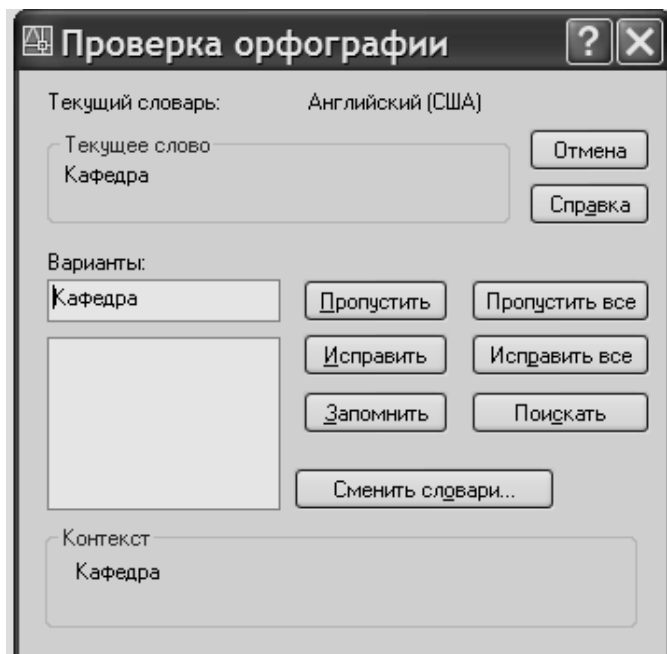 Проверка орфографии
Текущий словарь: Английский (США)
Текущее слово
Кафедра
Отмена
Справка
Варианты:
Кафедра
Пропустить Пропустить все
Исправить Исправить все
Запомнить Поискать
Сменить словари...
Контекст
Кафедра